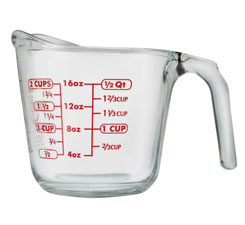 2 CUPS 16oz ½ Qt
1¾ 1⅔CUP
1½ 12oz
1¼ 1⅓CUP
1 CUP 8oz 1 CUP
¾ ⅔CUP
½ 4oz